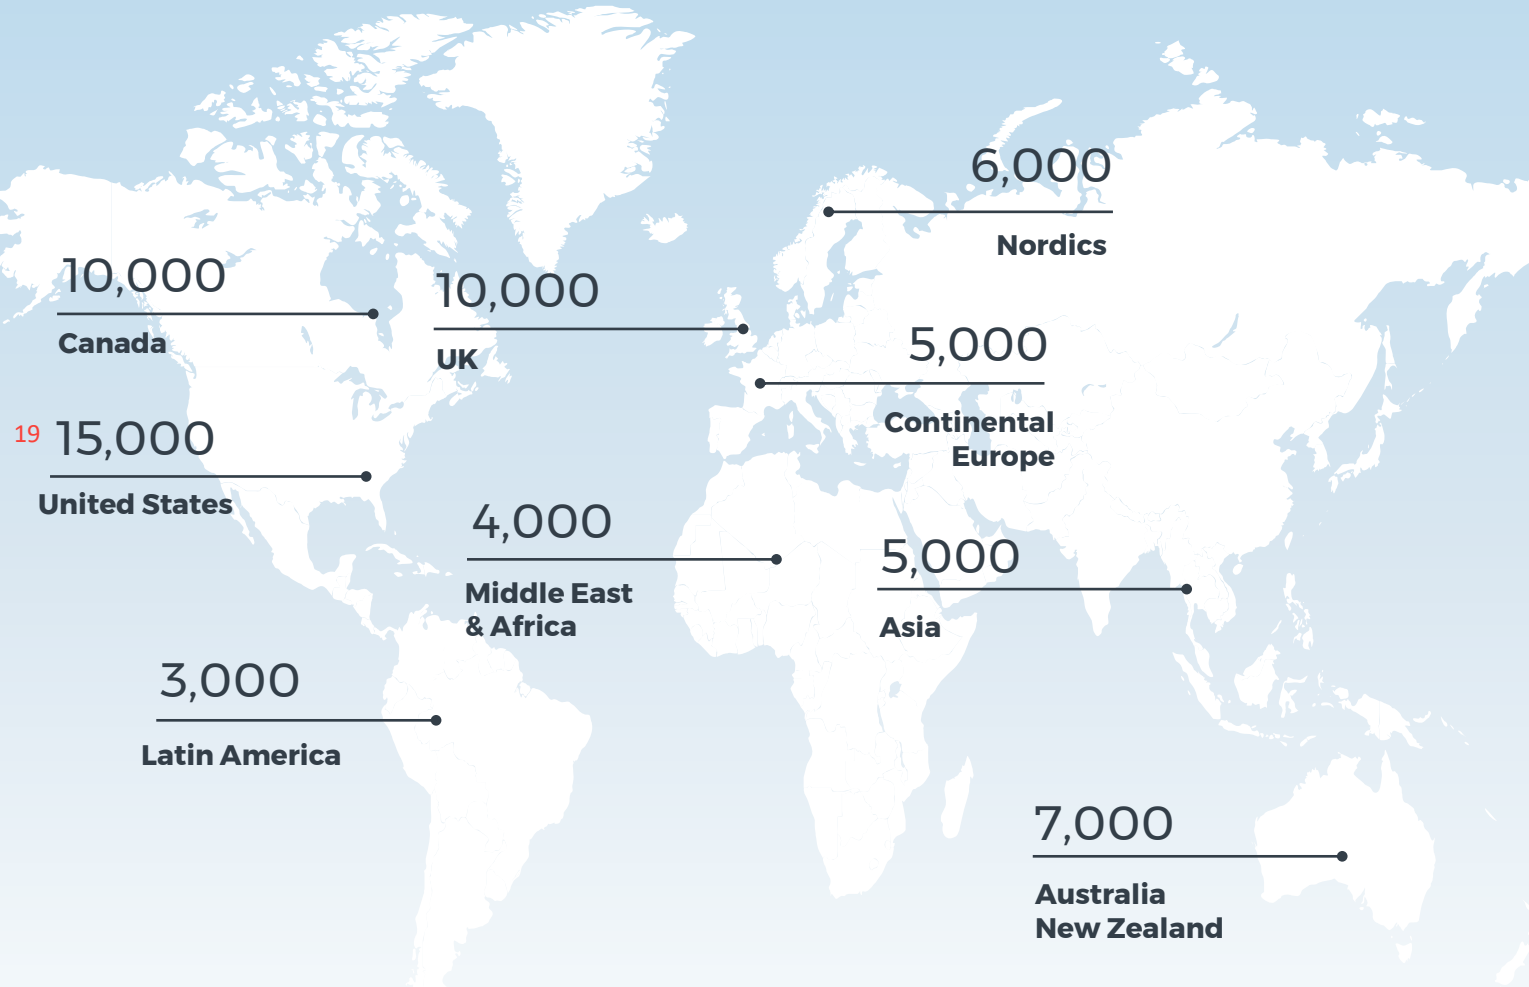 6,000
Nordics
10,000
Canada
10,000
UK
5,000
Continental
Europe
19
15,000
United States
4,000
Middle East
& Africa
5,000
Asia
3,000
Latin America
7,000
Australia
New Zealand